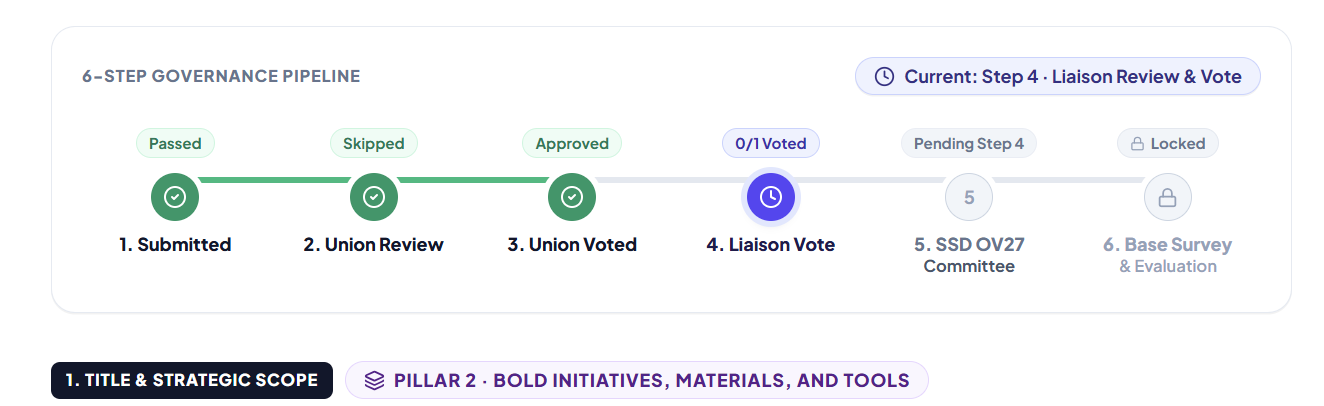 6-STEP GOVERNANCE PIPELINE
Current: Step 4 · Liaison Review & Vote
Passed
Skipped
Approved
0/1 Voted
Pending Step 4
Locked
5
1. Submitted
2. Union Review
3. Union Voted
4. Liaison Vote
5. SSD OV27
Committee
6. Base Survey
& Evaluation
1. TITLE & STRATEGIC SCOPE
PILLAR 2 · BOLD INITIATIVES, MATERIALS, AND TOOLS